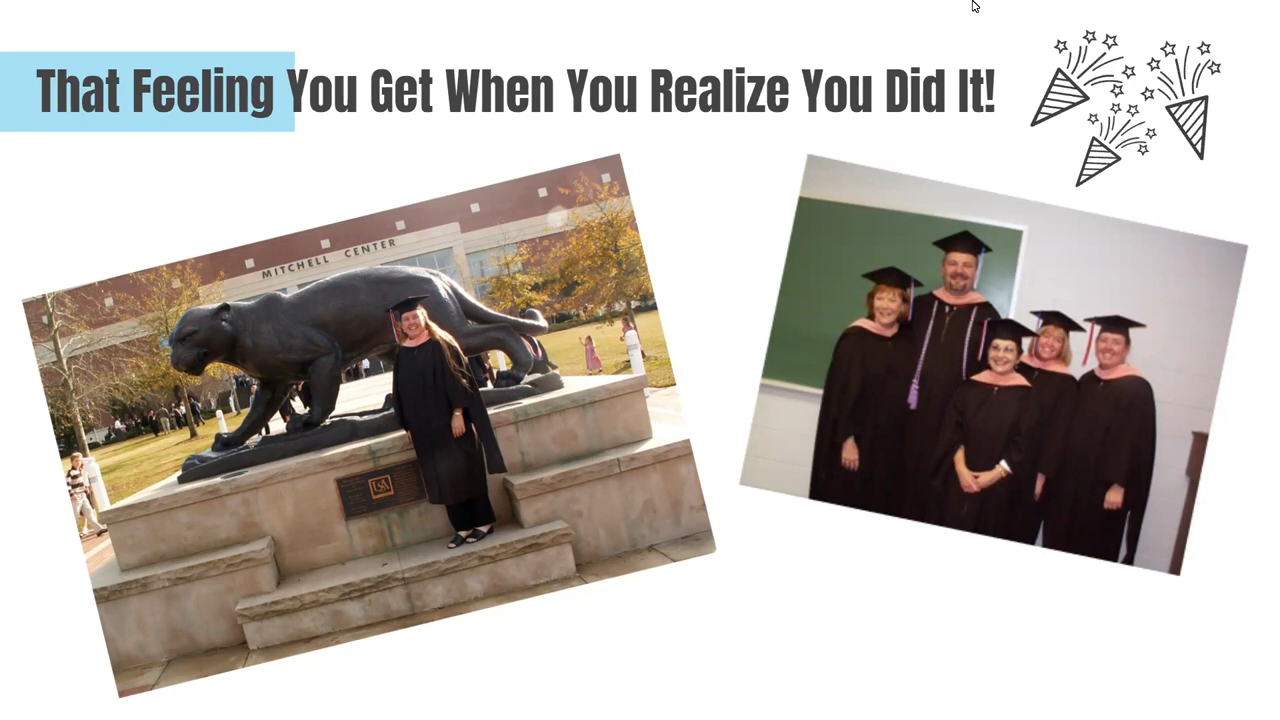 That Feeling You Get When You Realize You Did It!
MITCHELL CENTER
USA